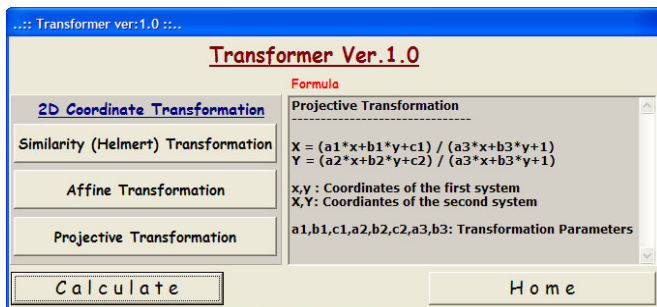 ..:: Transformer ver:1.0 ::..
Transformer Ver.1.0
Formula
2D Coordinate Transformation
Similarity (Helmert) Transformation
Affine Transformation
Projective Transformation
Projective Transformation
------------------------------
X = (a1*x+b1*y+c1) / (a3*x+b3*y+1)
Y = (a2*x+b2*y+c2) / (a3*x+b3*y+1)
x,y : Coordinates of the first system
X,Y: Coordiantes of the second system
a1,b1,c1,a2,b2,c2,a3,b3: Transformation Parameters
Calculate
Home